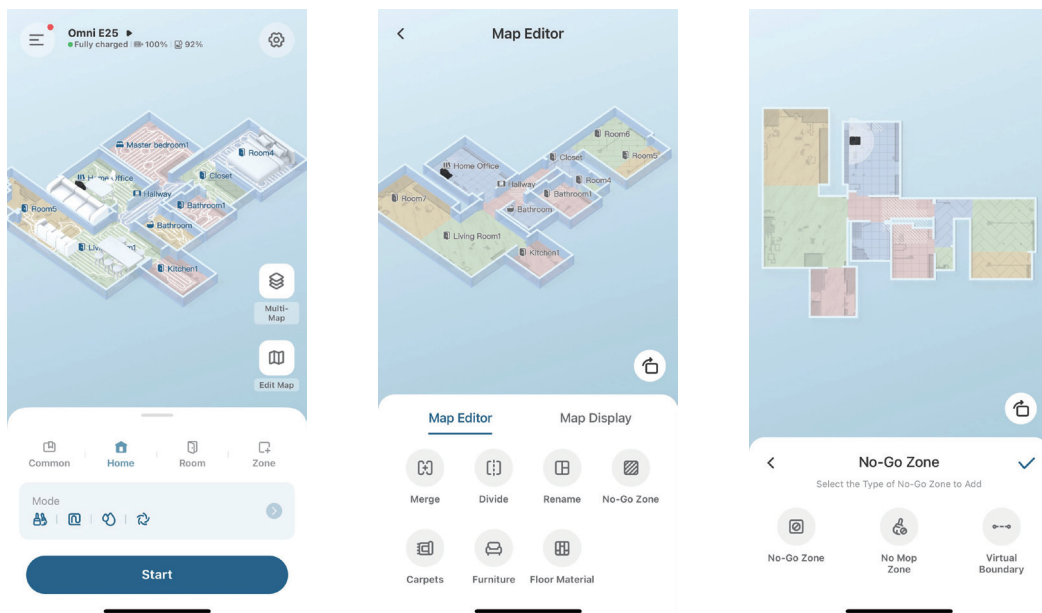 Omni E25
Fully charged 100% 92%
Master bedroom1
Room4
Closet
Hallway
Bathroom1
Room5
Bathroom
Kitchen1
Multi-
Map
Edit Map
Common
Home
Room
Zone
Mode
Start
Map Editor
Room6
Home Office
Closet
Room5
Hallway
Room4
Bathroom1
Room7
Bathroom
Living Room1
Kitchen1
Map Editor
Map Display
Merge
Divide
Rename
No-Go Zone
Carpets
Furniture
Floor Material
No-Go Zone
Select the Type of No-Go Zone to Add
No-Go Zone
No Mop
Zone
Virtual
Boundary